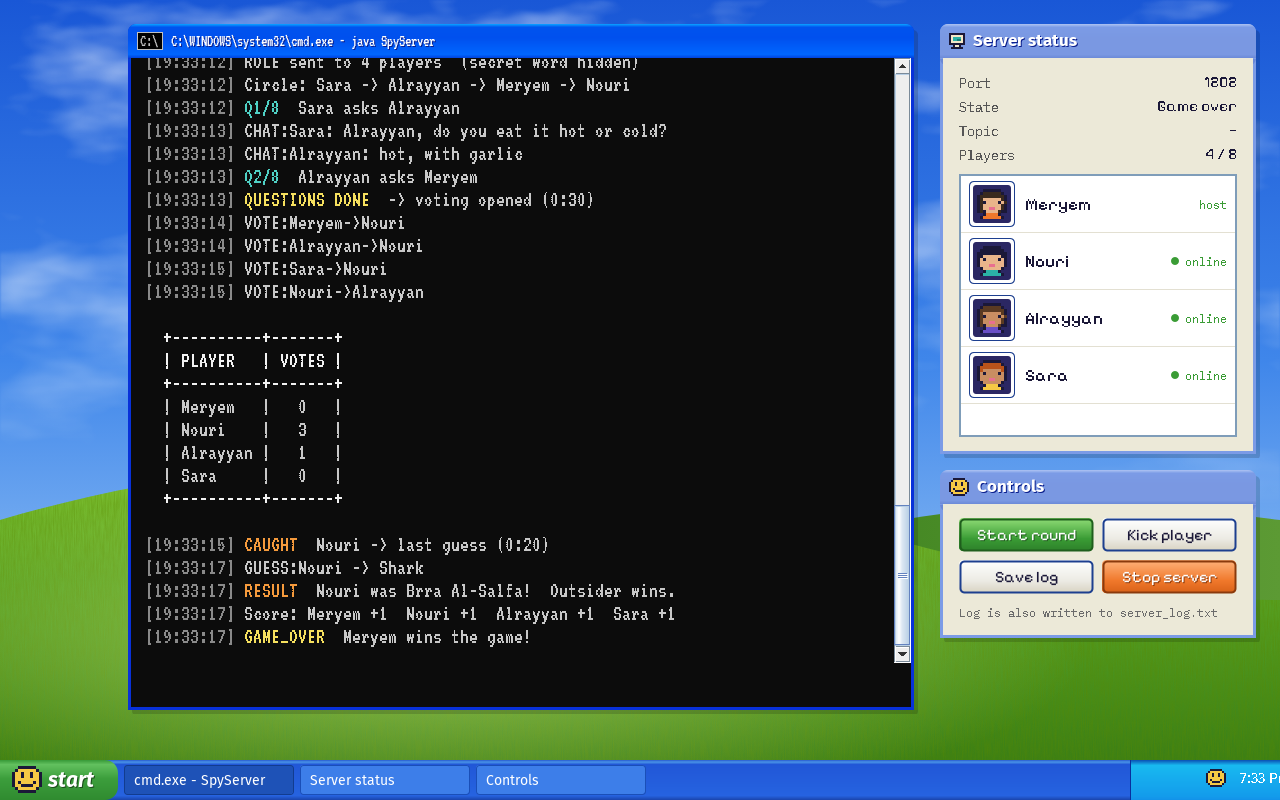 C:\ C:\WINDOWS\system32\cmd.exe - java SpyServer
[19:33:12] ROLE sent to 4 players (secret word hidden)
[19:33:12] Circle: Sara -> Alrayyan -> Meryem -> Nouri
[19:33:12] Q1/8 Sara asks Alrayyan
[19:33:13] CHAT:Sara: Alrayyan, do you eat it hot or cold?
[19:33:13] CHAT:Alrayyan: hot, with garlic
[19:33:13] Q2/8 Alrayyan asks Meryem
[19:33:13] QUESTIONS DONE -> voting opened (0:30)
[19:33:14] VOTE:Meryem->Nouri
[19:33:14] VOTE:Alrayyan->Nouri
[19:33:15] VOTE:Sara->Nouri
[19:33:15] VOTE:Nouri->Alrayyan
+----------+-------+
| PLAYER | VOTES |
+----------+-------+
| Meryem | 0 |
| Nouri | 3 |
| Alrayyan | 1 |
| Sara | 0 |
+----------+-------+
[19:33:15] CAUGHT Nouri -> last guess (0:20)
[19:33:17] GUESS:Nouri -> Shark
[19:33:17] RESULT Nouri was Brra Al-Salfa! Outsider wins.
[19:33:17] Score: Meryem +1 Nouri +1 Alrayyan +1 Sara +1
[19:33:17] GAME_OVER Meryem wins the game!
Server status
Port 1808
State Game over
Topic -
Players 4/8
Meryem host
Nouri online
Alrayyan online
Sara online
Controls
Start round Kick player
Save log Stop server
Log is also written to server_log.txt
start cmd.exe - SpyServer Server status Controls 7:33